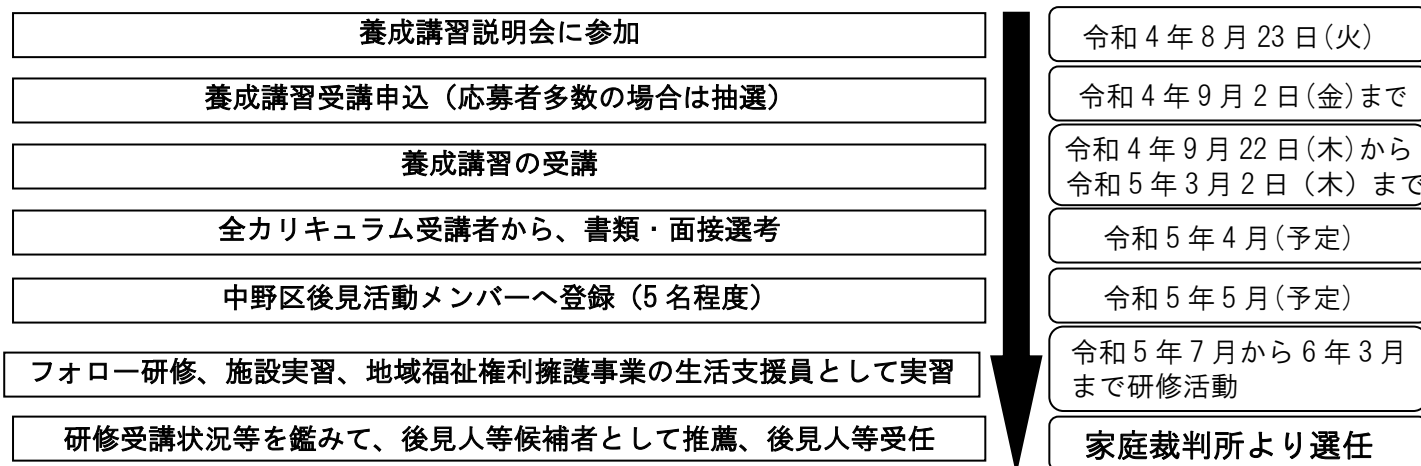 養成講習説明会に参加
令和4年8月23日(火)
養成講習受講申込（応募者多数の場合は抽選）
令和4年9月2日(金)まで
養成講習の受講
令和4年9月22日(木)から
令和5年3月2日（木）まで
全カリキュラム受講者から、書類・面接選考
令和5年4月(予定)
中野区後見活動メンバーへ登録（5名程度）
令和5年5月(予定)
フォロー研修、施設実習、地域福祉権利擁護事業の生活支援員として実習
令和5年7月から6年3月
まで研修活動
研修受講状況等を鑑みて、後見人等候補者として推薦、後見人等受任
家庭裁判所より選任